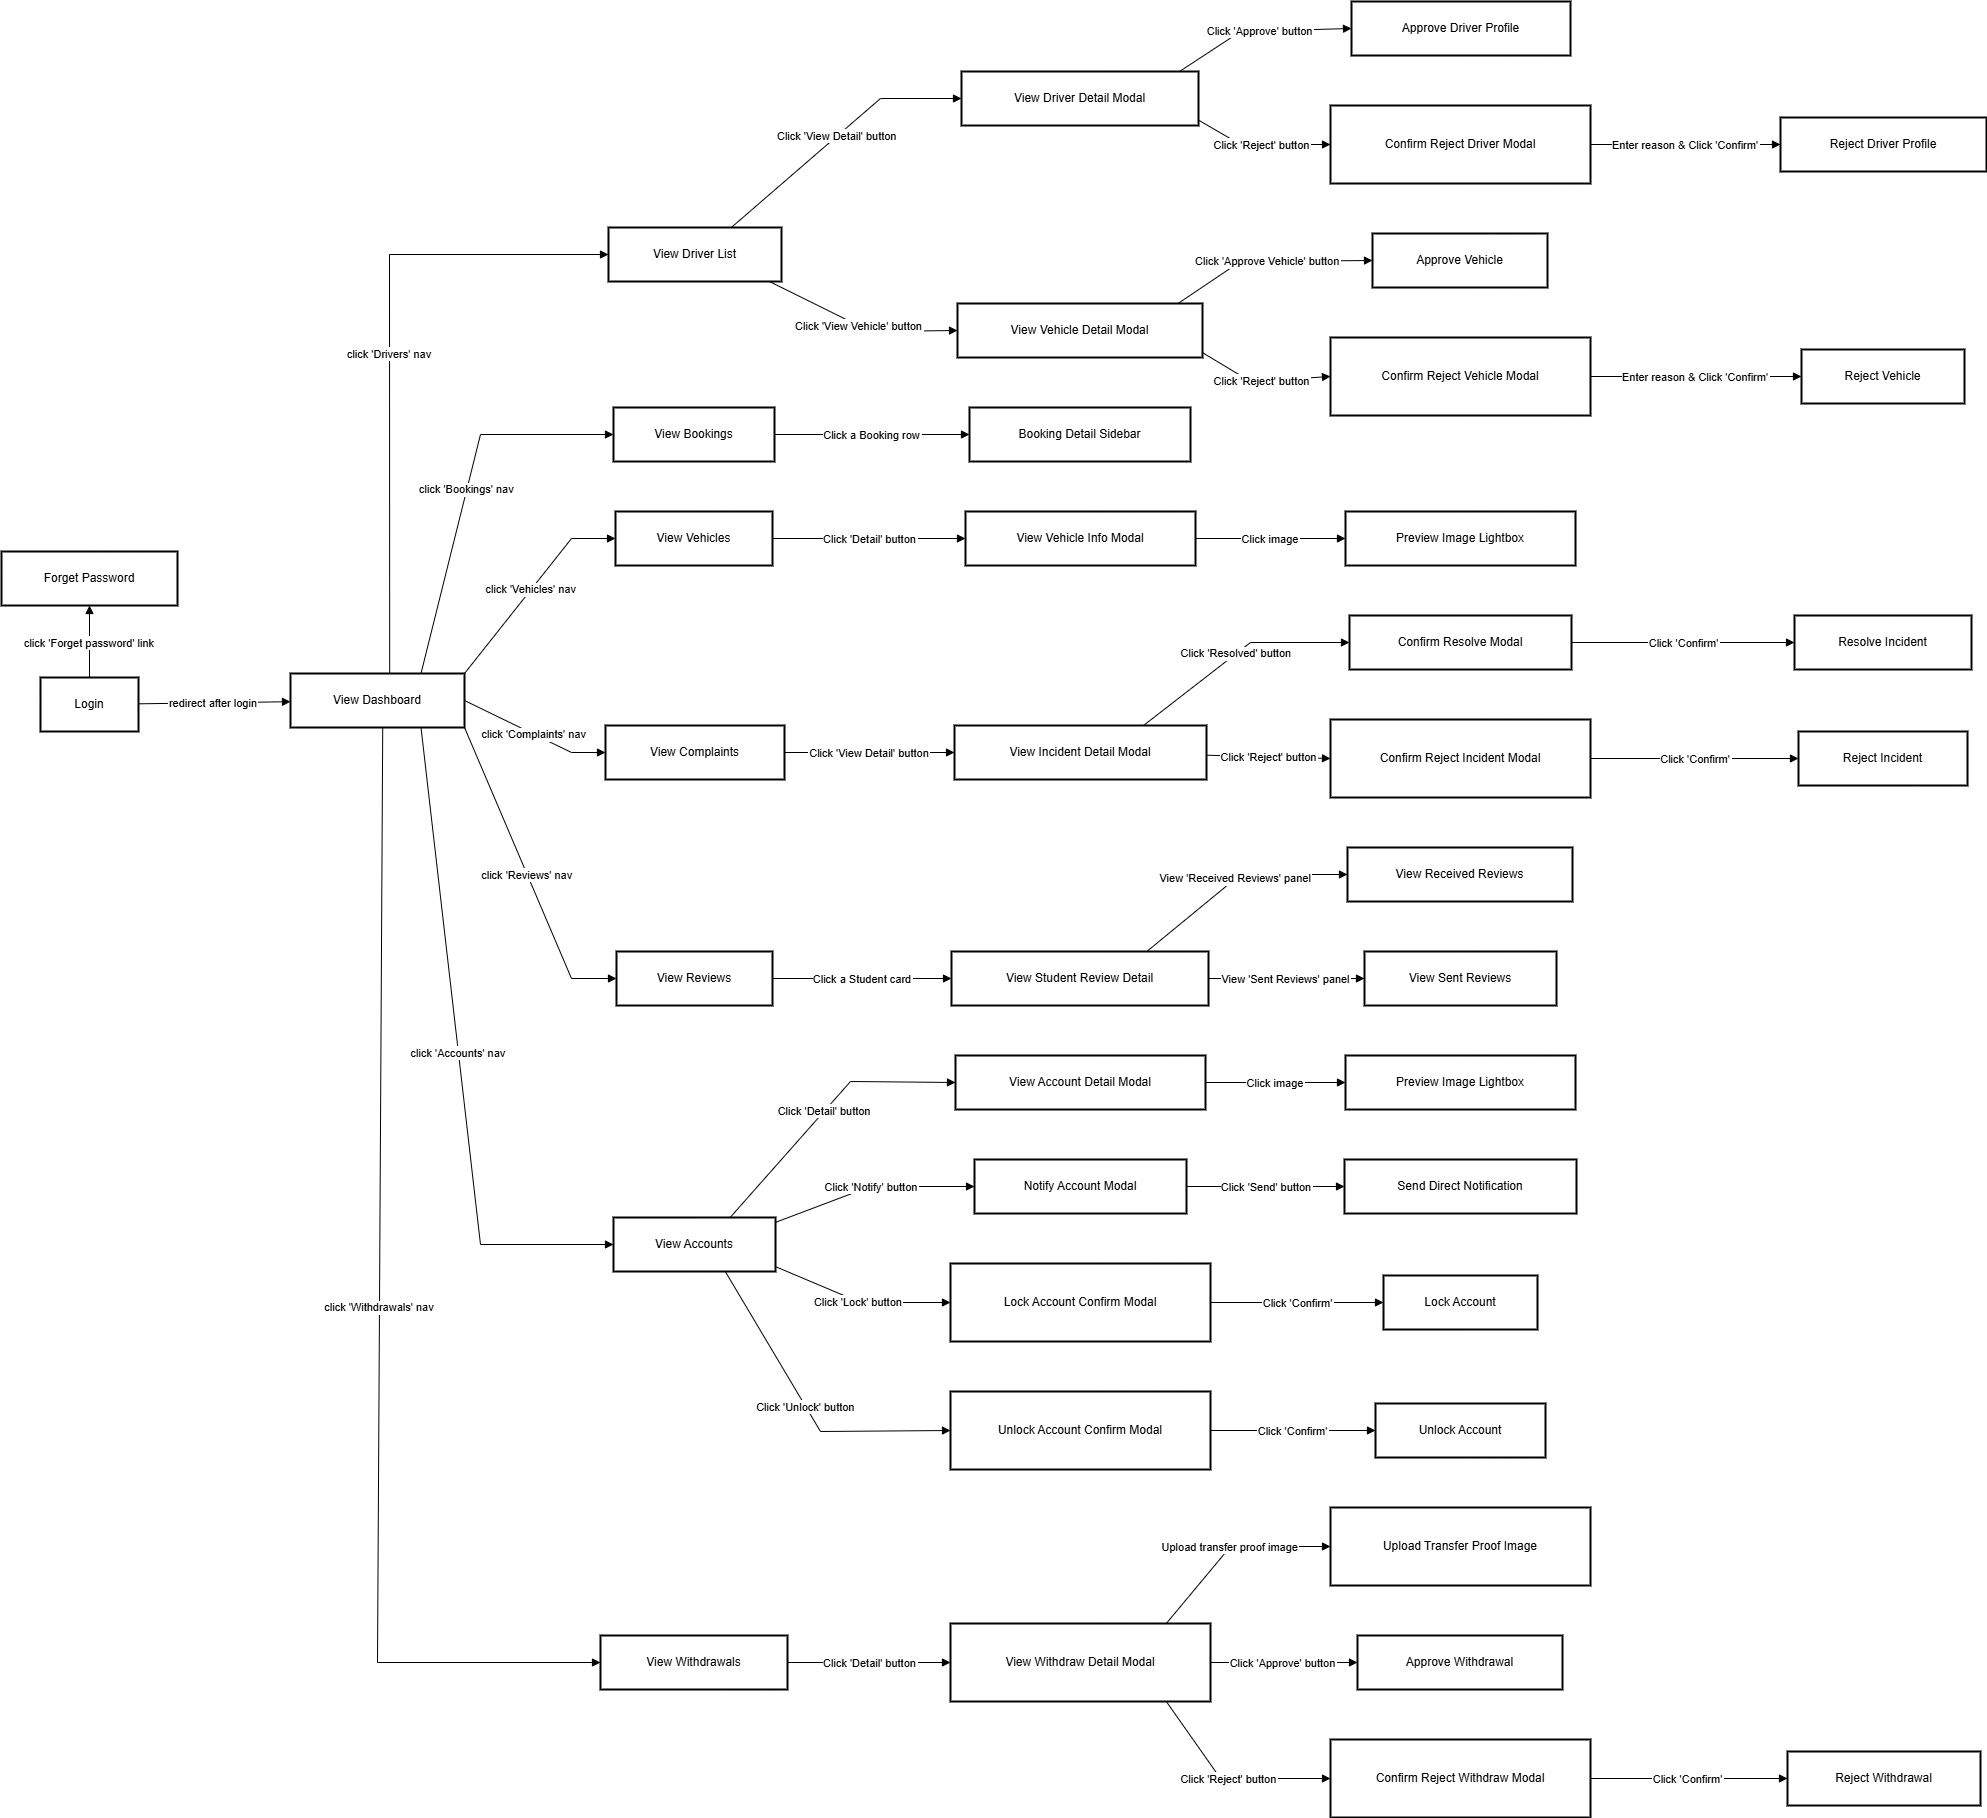 Click 'Approve' button
Approve Driver Profile
View Driver Detail Modal
Click 'View Detail' button
Click 'Reject' button
Confirm Reject Driver Modal
Enter reason & Click 'Confirm'
Reject Driver Profile
View Driver List
Click 'Approve Vehicle' button
Approve Vehicle
Click 'View Vehicle' button
View Vehicle Detail Modal
click 'Drivers' nav
Click 'Reject' button
Confirm Reject Vehicle Modal
Enter reason & Click 'Confirm'
Reject Vehicle
View Bookings
Click a Booking row
Booking Detail Sidebar
click 'Bookings' nav
View Vehicles
Click 'Detail' button
View Vehicle Info Modal
Click image
Preview Image Lightbox
Forget Password
click 'Vehicles' nav
click 'Forget password' link
Click 'Resolved' button
Confirm Resolve Modal
Click 'Confirm'
Resolve Incident
Login
redirect after login
View Dashboard
click 'Complaints' nav
View Complaints
Click 'View Detail' button
View Incident Detail Modal
Click 'Reject' button
Confirm Reject Incident Modal
Click 'Confirm'
Reject Incident
click 'Reviews' nav
View 'Received Reviews' panel
View Received Reviews
View Reviews
Click a Student card
View Student Review Detail
View 'Sent Reviews' panel
View Sent Reviews
click 'Accounts' nav
Click 'Detail' button
View Account Detail Modal
Click image
Preview Image Lightbox
Click 'Notify' button
Notify Account Modal
Click 'Send' button
Send Direct Notification
View Accounts
click 'Withdrawals' nav
Click 'Lock' button
Lock Account Confirm Modal
Click 'Confirm'
Lock Account
Click 'Unlock' button
Unlock Account Confirm Modal
Click 'Confirm'
Unlock Account
Upload transfer proof image
Upload Transfer Proof Image
View Withdrawals
Click 'Detail' button
View Withdraw Detail Modal
Click 'Approve' button
Approve Withdrawal
Click 'Reject' button
Confirm Reject Withdraw Modal
Click 'Confirm'
Reject Withdrawal